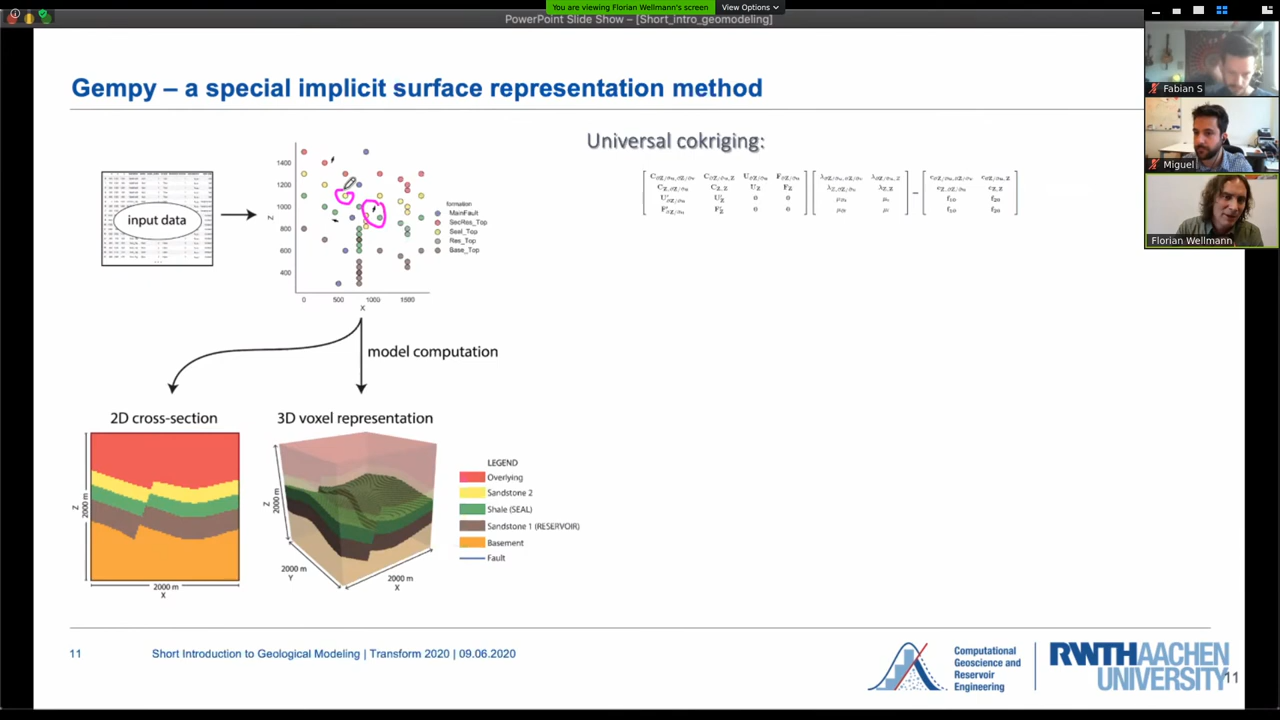 You are viewing Florian Wellmann's screen
View Options
PowerPoint Slide Show – [Short_intro_geomodeling]
Fabian S
Miguel
Florian Wellmann
Gempy – a special implicit surface representation method
Universal cokriging:
input data
1400
1200
1000
800
600
400
Z
0
500
1000
1500
X
formation
MainFault
SecRes_Top
Seal_Top
Res_Top
Base_Top
model computation
2D cross-section
3D voxel representation
Z
2000 m
2000 m
X
Z
2000 m
2000 m
Y
2000 m
X
LEGEND
Overlying
Sandstone 2
Shale (SEAL)
Sandstone 1 (RESERVOIR)
Basement
Fault
11
Short Introduction to Geological Modeling | Transform 2020 | 09.06.2020
Computational
Geoscience and
Reservoir
Engineering
RWTH AACHEN
UNIVERSITY
11